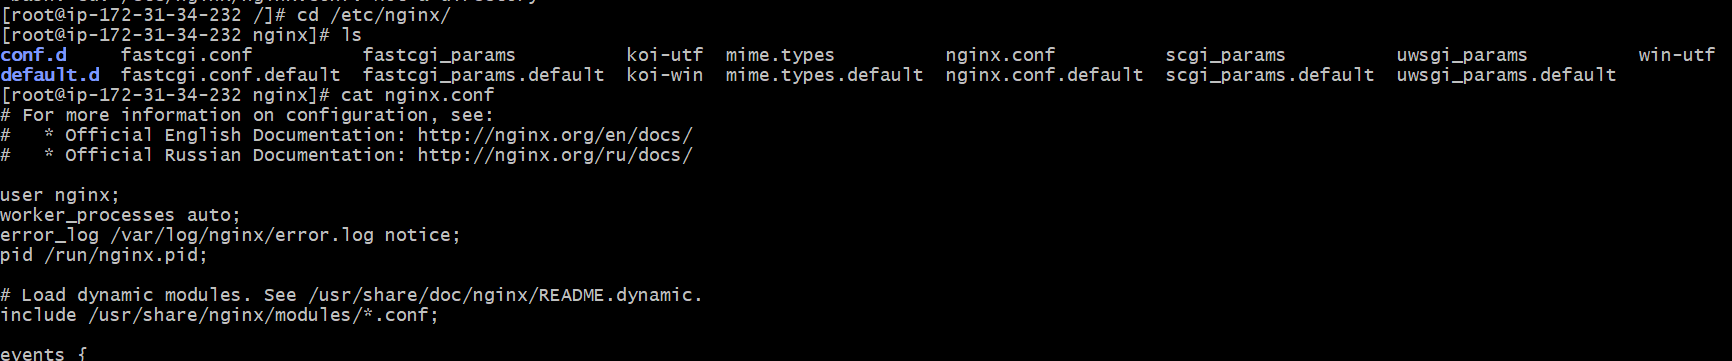 [root@ip-172-31-34-232 /]# cd /etc/nginx/
[root@ip-172-31-34-232 nginx]# ls
conf.d     fastcgi.conf          fastcgi_params          koi-utf  mime.types          nginx.conf          scgi_params          uwsgi_params          win-utf
default.d  fastcgi.conf.default  fastcgi_params.default  koi-win  mime.types.default  nginx.conf.default  scgi_params.default  uwsgi_params.default
[root@ip-172-31-34-232 nginx]# cat nginx.conf
# For more information on configuration, see:
#   * Official English Documentation: http://nginx.org/en/docs/
#   * Official Russian Documentation: http://nginx.org/ru/docs/
user nginx;
worker_processes auto;
error_log /var/log/nginx/error.log notice;
pid /run/nginx.pid;
# Load dynamic modules. See /usr/share/doc/nginx/README.dynamic.
include /usr/share/nginx/modules/*.conf;
events {